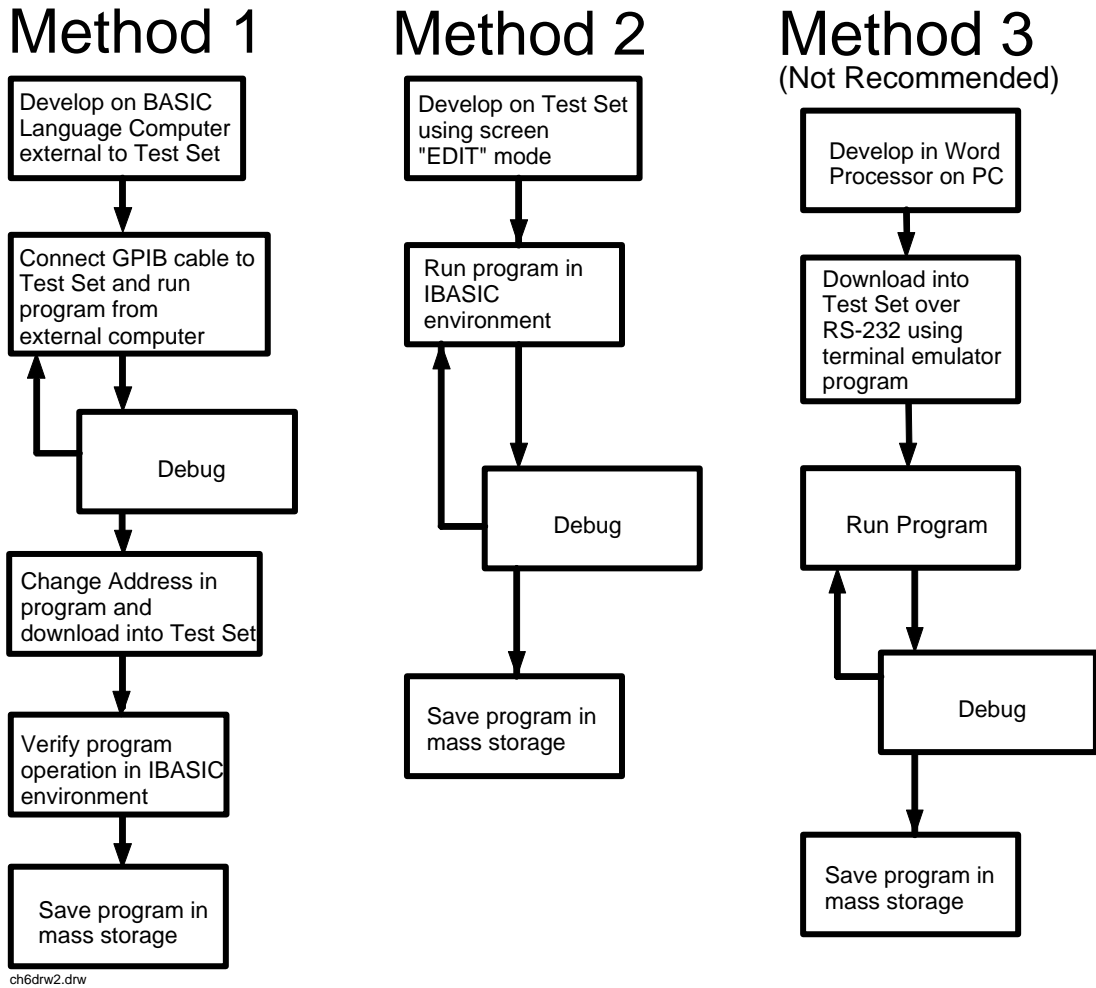 Method 1
Develop on BASIC
Language Computer
external to Test Set
Connect GPIB cable to
Test Set and run
program from
external computer
Debug
Change Address in
program and
download into Test Set
Verify program
operation in IBASIC
environment
Save program in
mass storage
ch6drw2.drw
Method 2
Develop on Test Set
using screen
"EDIT" mode
Run program in
IBASIC
environment
Debug
Save program in
mass storage
Method 3
(Not Recommended)
Develop in Word
Processor on PC
Download into
Test Set over
RS-232 using
terminal emulator
program
Run Program
Debug
Save program in
mass storage